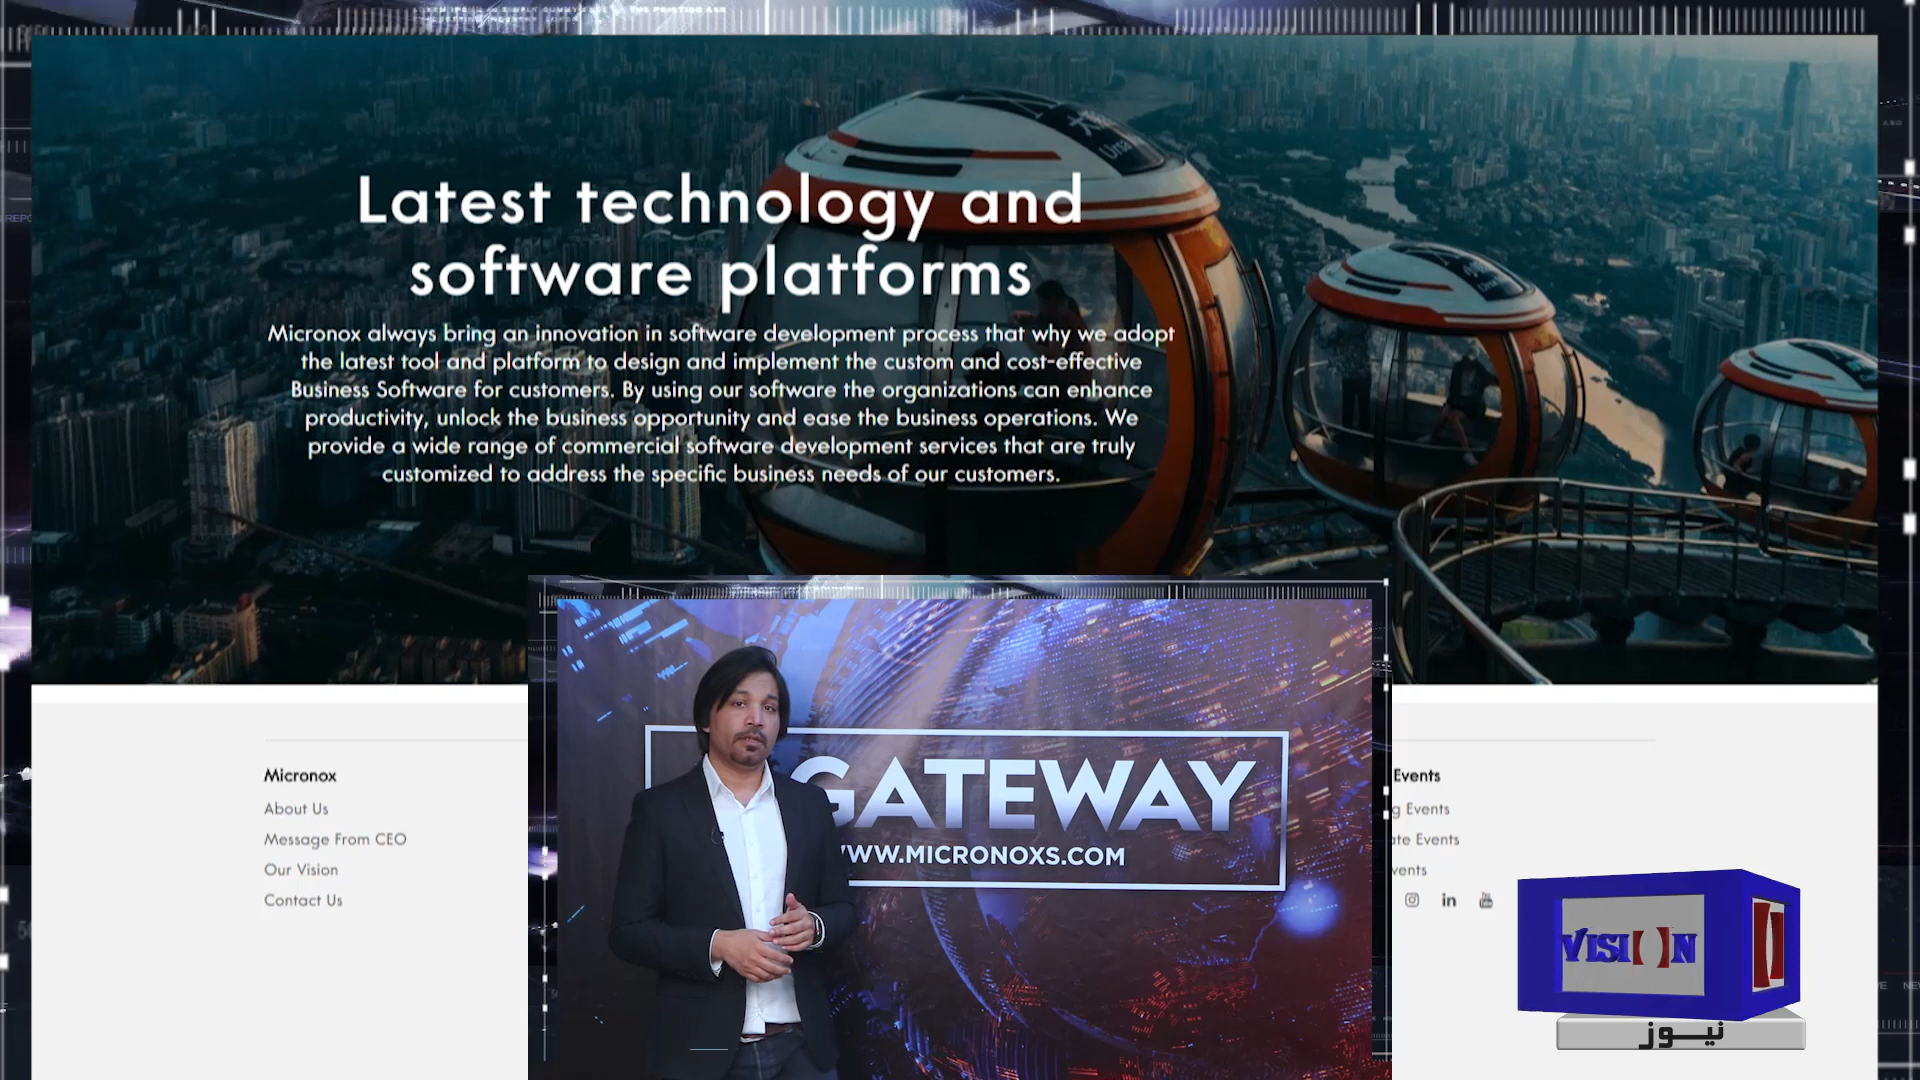 Latest technology and
software platforms
Micronox always bring an innovation in software development process that why we adopt
the latest tool and platform to design and implement the custom and cost-effective
Business Software for customers. By using our software the organizations can enhance
productivity, unlock the business opportunity and ease the business operations. We
provide a wide range of commercial software development services that are truly
customized to address the specific business needs of our customers.
GATEWAY
WWW.MICRONOXS.COM
Micronox
About Us
Message From CEO
Our Vision
Contact Us
Events
g Events
ate Events
vents
in
VISION
نیوز